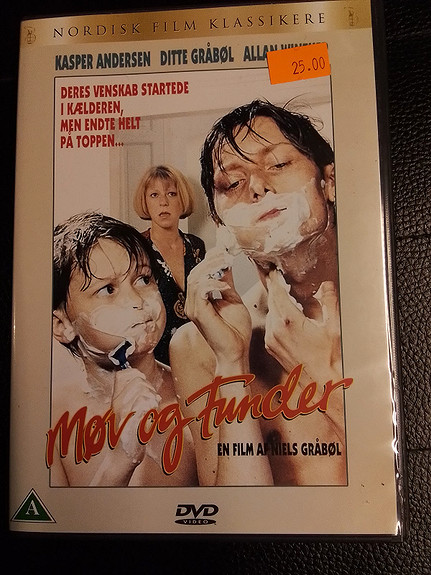 NORDISK FILM KLASSIKERE
KASPER ANDERSEN DITTE GRÅBØL ALLAN
25.00
DERES VENSKAB STARTEDE
I KÆLDEREN,
MEN ENDTE HELT
PÅ TOPPEN...
Møv og Funder
EN FILM AF NIELS GRÅBØL
A
DVD
VIDEO